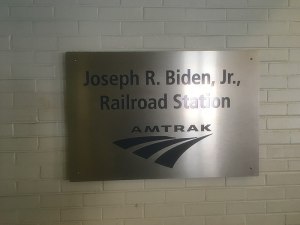 Joseph R. Biden, Jr.,
Railroad Station
AMTRAK